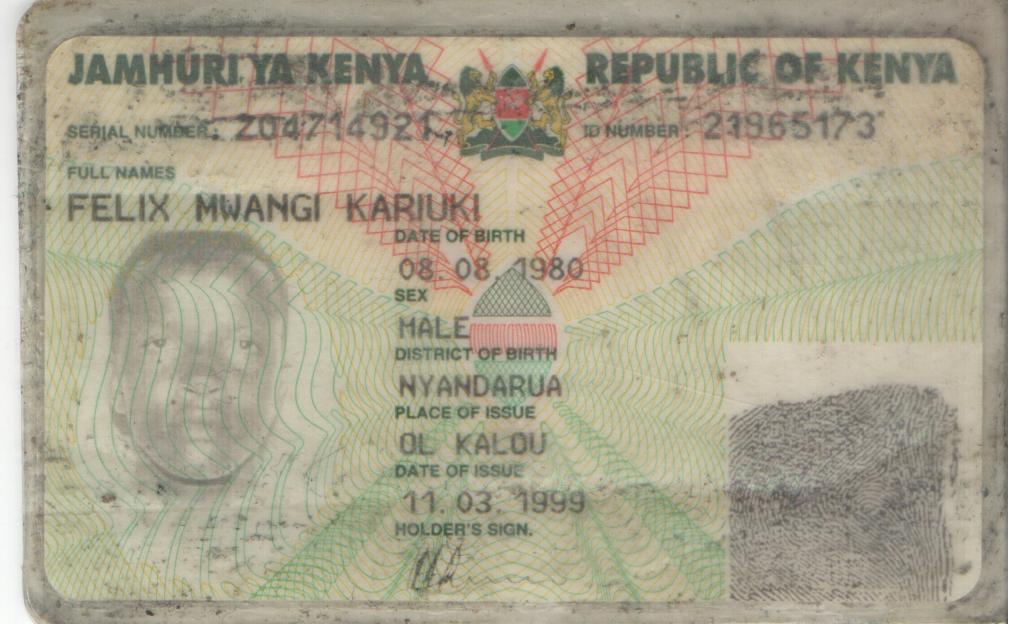 JAMHURI YA KENYA REPUBLIC OF KENYA
SERIAL NUMBER: 204714921 ID NUMBER: 21965173
FULL NAMES
FELIX MWANGI KARIUKI
DATE OF BIRTH
08. 08. 1980
SEX
MALE
DISTRICT OF BIRTH
NYANDARUA
PLACE OF ISSUE
OL KALOU
DATE OF ISSUE
11. 03. 1999
HOLDER'S SIGN.